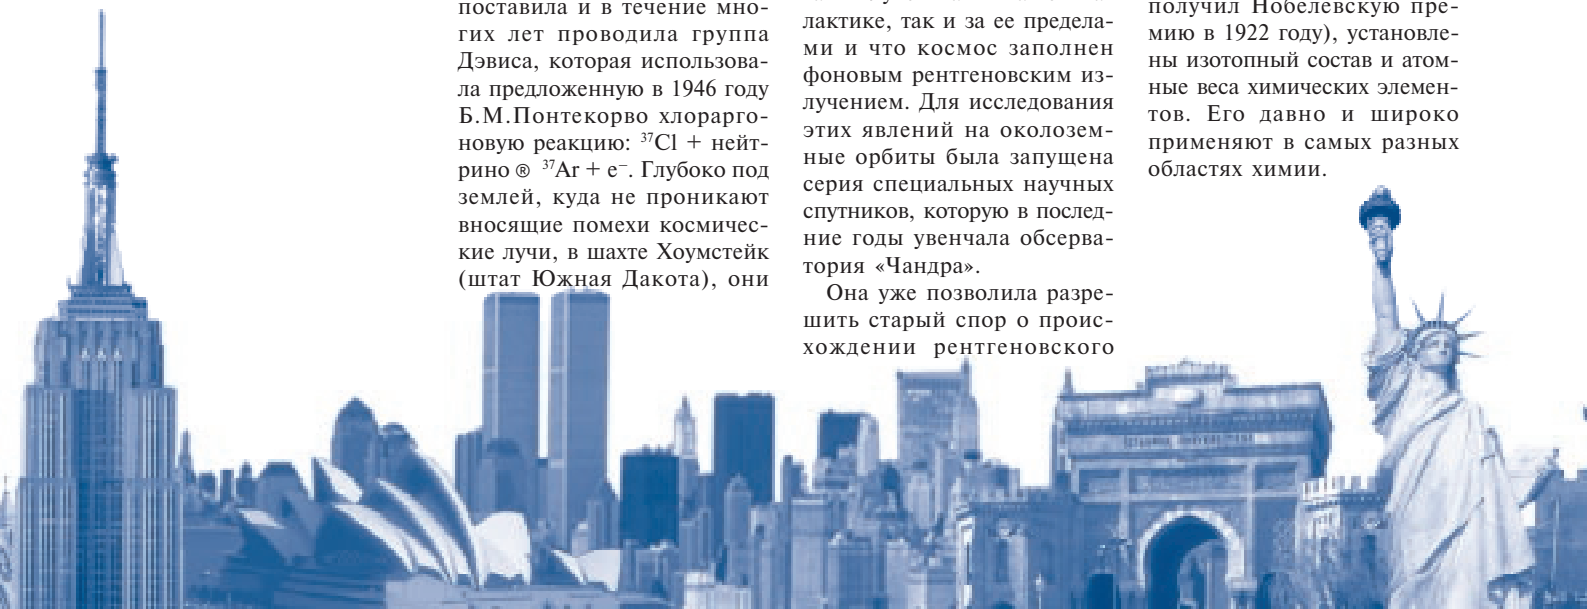 поставила и в течение мно-
гих лет проводила группа
Дэвиса, которая использова-
ла предложенную в 1946 году
Б.М.Понтекорво хлорарго-
новую реакцию: ³⁷Cl + нейт-
рино ® ³⁷Ar + e⁻. Глубоко под
землей, куда не проникают
вносящие помехи космичес-
кие лучи, в шахте Хоумстейк
(штат Южная Дакота), они
лактике, так и за ее предела-
ми и что космос заполнен
фоновым рентгеновским из-
лучением. Для исследования
этих явлений на околозем-
ные орбиты была запущена
серия специальных научных
спутников, которую в послед-
ние годы увенчала обсерва-
тория «Чандра».
Она уже позволила разре-
шить старый спор о проис-
хождении рентгеновского
получил Нобелевскую пре-
мию в 1922 году), установле-
ны изотопный состав и атом-
ные веса химических элемен-
тов. Его давно и широко
применяют в самых разных
областях химии.